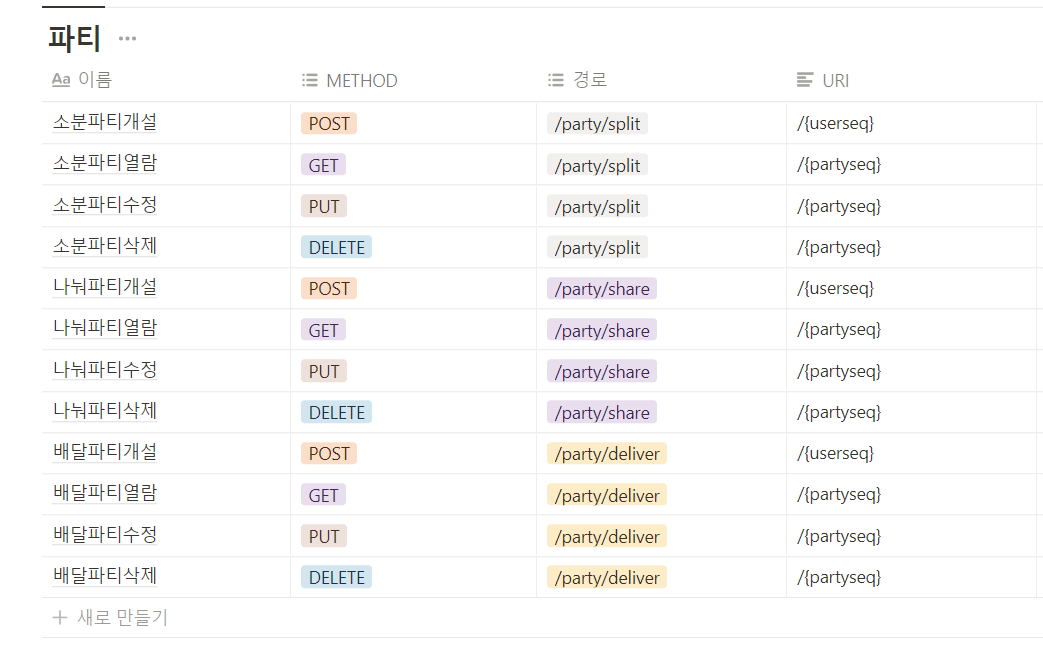 파티 ...
Aa 이름 METHOD 경로 URI
소분파티개설 POST /party/split /{userseq}
소분파티열람 GET /party/split /{partyseq}
소분파티수정 PUT /party/split /{partyseq}
소분파티삭제 DELETE /party/split /{partyseq}
나눠파티개설 POST /party/share /{userseq}
나눠파티열람 GET /party/share /{partyseq}
나눠파티수정 PUT /party/share /{partyseq}
나눠파티삭제 DELETE /party/share /{partyseq}
배달파티개설 POST /party/deliver /{userseq}
배달파티열람 GET /party/deliver /{partyseq}
배달파티수정 PUT /party/deliver /{partyseq}
배달파티삭제 DELETE /party/deliver /{partyseq}
+ 새로 만들기